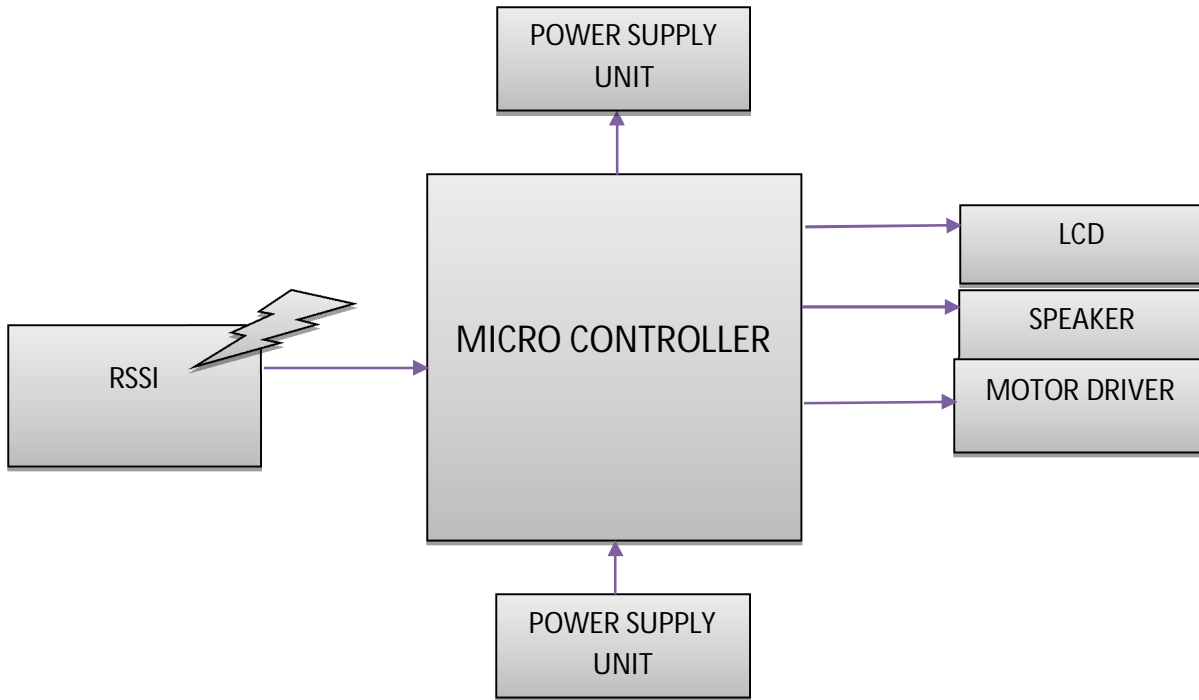 POWER SUPPLY
UNIT
LCD
SPEAKER
MICRO CONTROLLER
RSSI
MOTOR DRIVER
POWER SUPPLY
UNIT